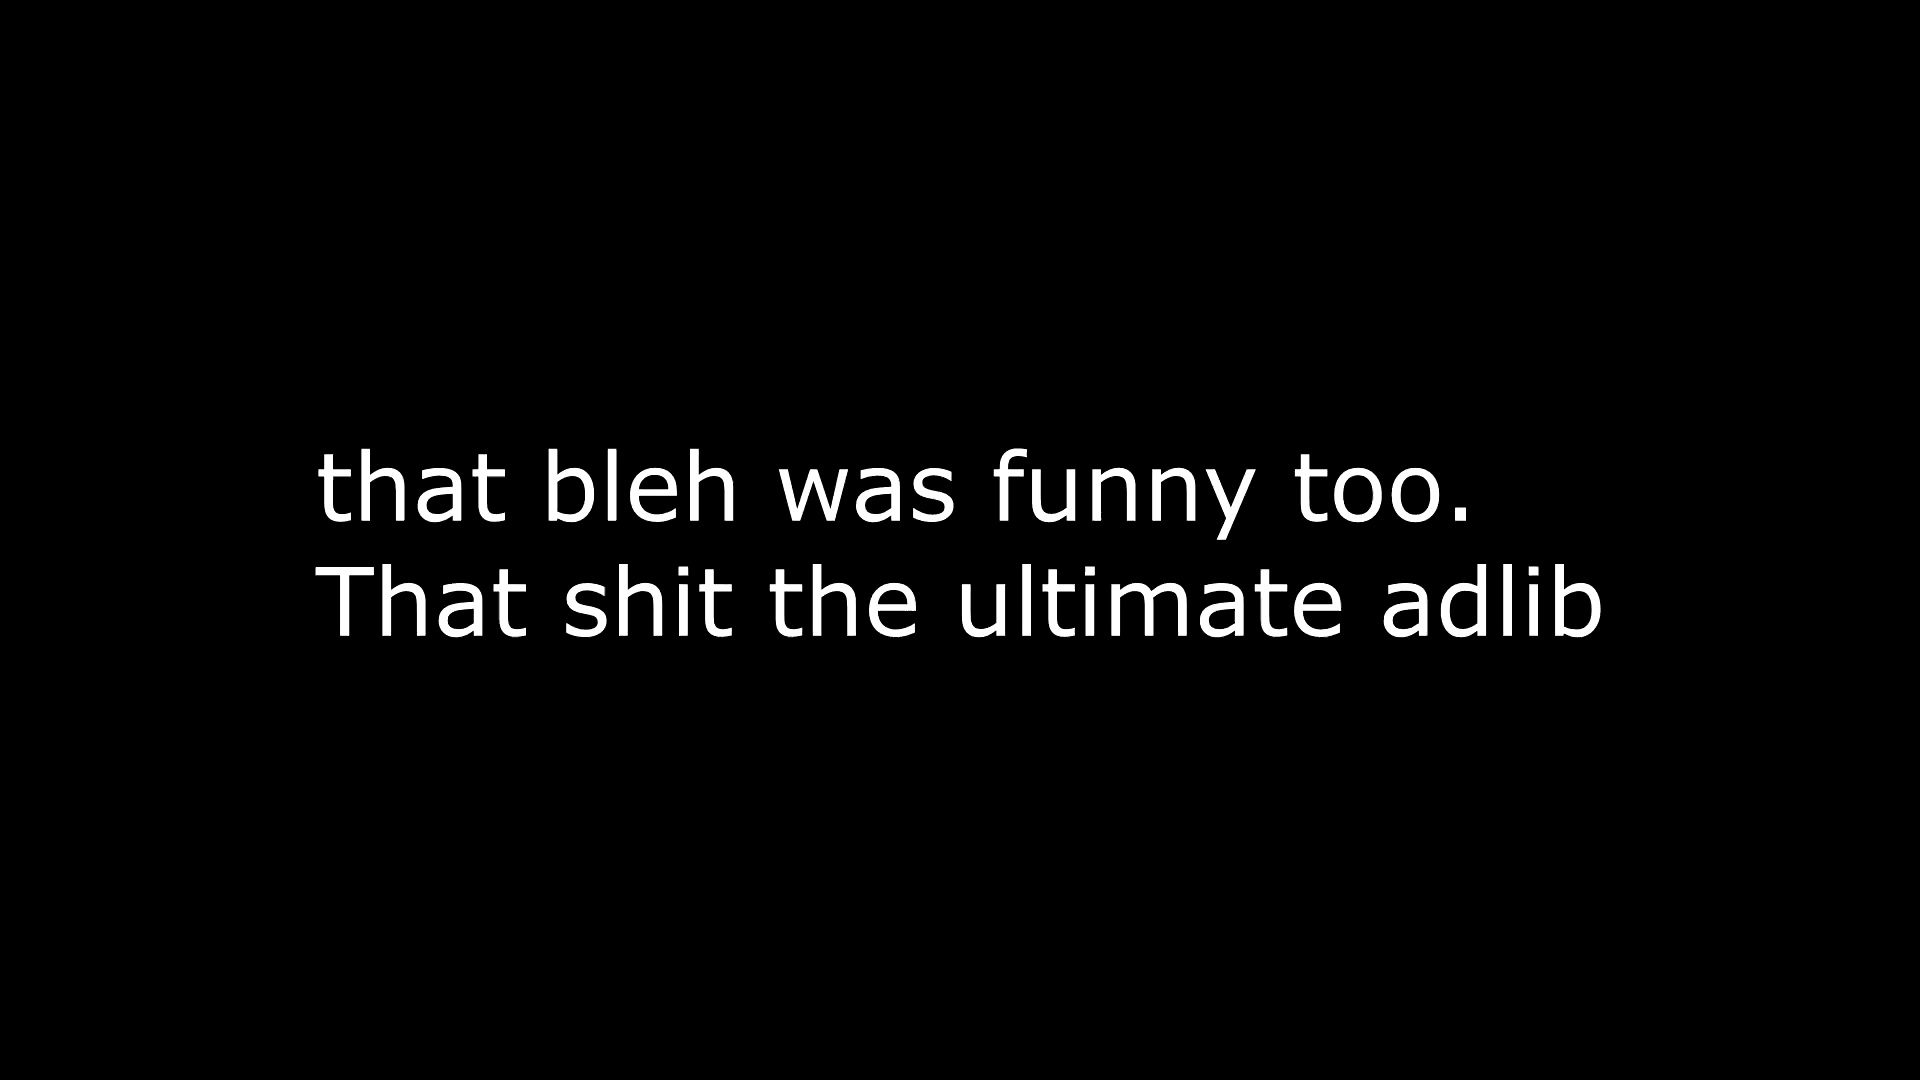 that bleh was funny too.
That shit the ultimate adlib